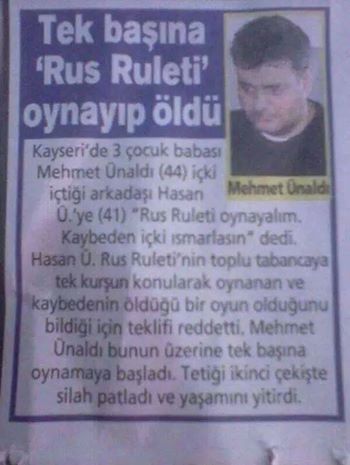 Tek başına
‘Rus Ruleti’
oynayıp öldü
Mehmet Ünaldı
Kayseri'de 3 çocuk babası
Mehmet Ünaldı (44) içki
içtiği arkadaşı Hasan
Ü.'ye (41) "Rus Ruleti oynayalım.
Kaybeden içki ısmarlasın" dedi.
Hasan Ü. Rus Ruleti'nin toplu tabancaya
tek kurşun konularak oynanan ve
kaybedenin öldüğü bir oyun olduğunu
bildiği için teklifi reddetti. Mehmet
Ünaldı bunun üzerine tek başına
oynamaya başladı. Tetiği ikinci çekişte
silah patladı ve yaşamını yitirdi.